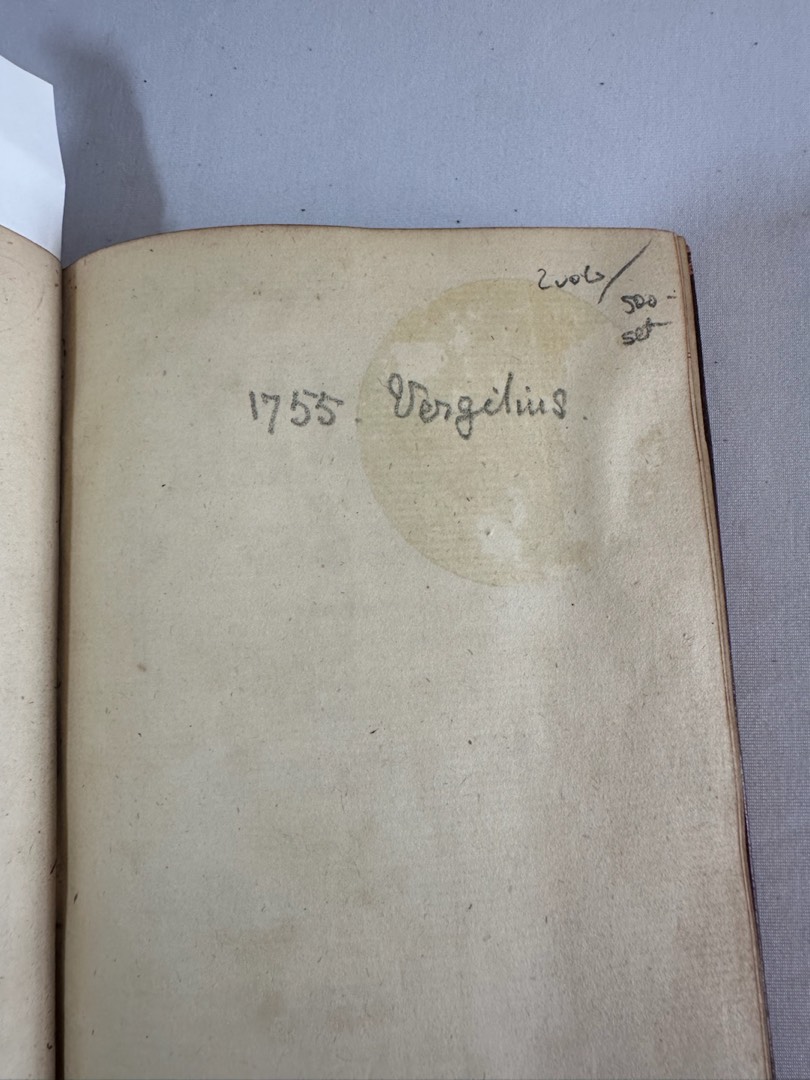 2 vols/
500-
set
1755. Vergilius.